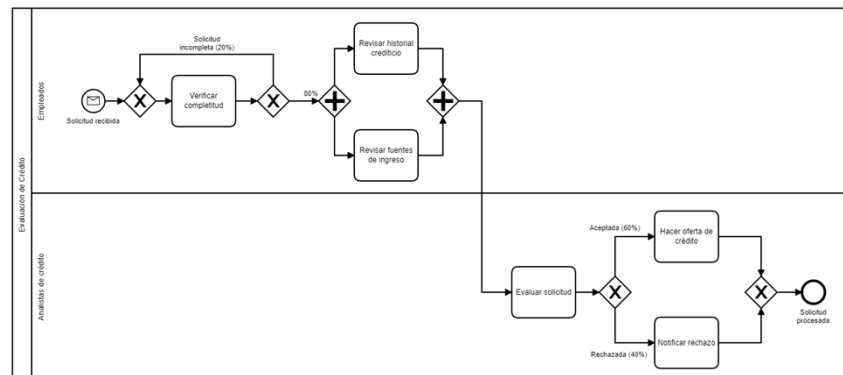 Evaluación de Crédito
Empleados
Solicitud recibida
Solicitud
incompleta (20%)
Verificar
completitud
80%
Revisar historial
crediticio
Revisar fuentes
de ingreso
Analistas de crédito
Evaluar solicitud
Aceptada (60%)
Hacer oferta de
crédito
Rechazada (40%)
Notificar rechazo
Solicitud
procesada